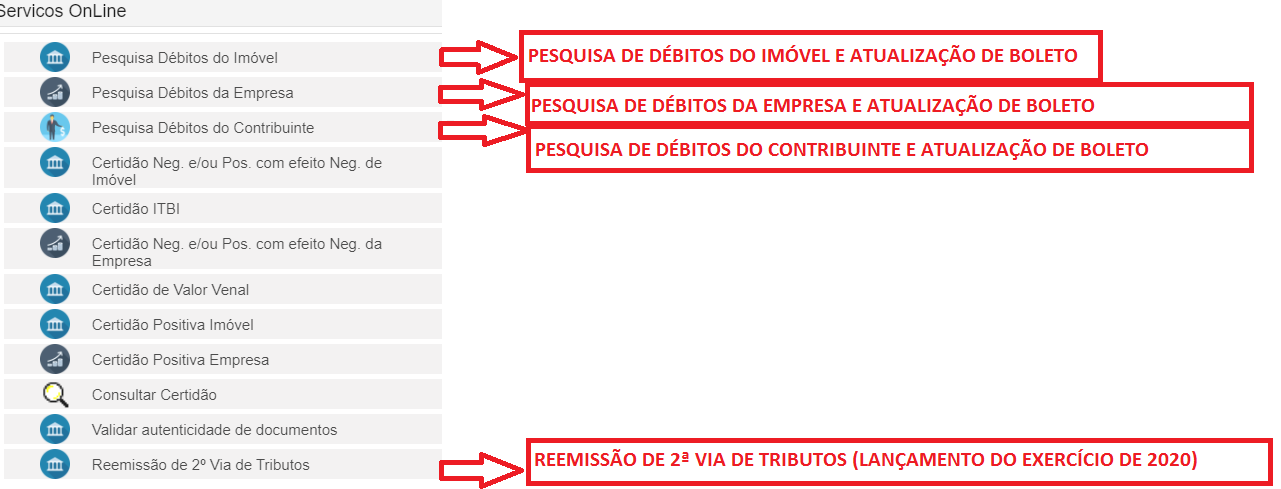 Servicos OnLine
Pesquisa Débitos do Imóvel
PESQUISA DE DÉBITOS DO IMÓVEL E ATUALIZAÇÃO DE BOLETO
Pesquisa Débitos da Empresa
PESQUISA DE DÉBITOS DA EMPRESA E ATUALIZAÇÃO DE BOLETO
Pesquisa Débitos do Contribuinte
PESQUISA DE DÉBITOS DO CONTRIBUINTE E ATUALIZAÇÃO DE BOLETO
Certidão Neg. e/ou Pos. com efeito Neg. de
Imóvel
Certidão ITBI
Certidão Neg. e/ou Pos. com efeito Neg. da
Empresa
Certidão de Valor Venal
Certidão Positiva Imóvel
Certidão Positiva Empresa
Consultar Certidão
Validar autenticidade de documentos
Reemissão de 2º Via de Tributos
REEMISSÃO DE 2ª VIA DE TRIBUTOS (LANÇAMENTO DO EXERCÍCIO DE 2020)